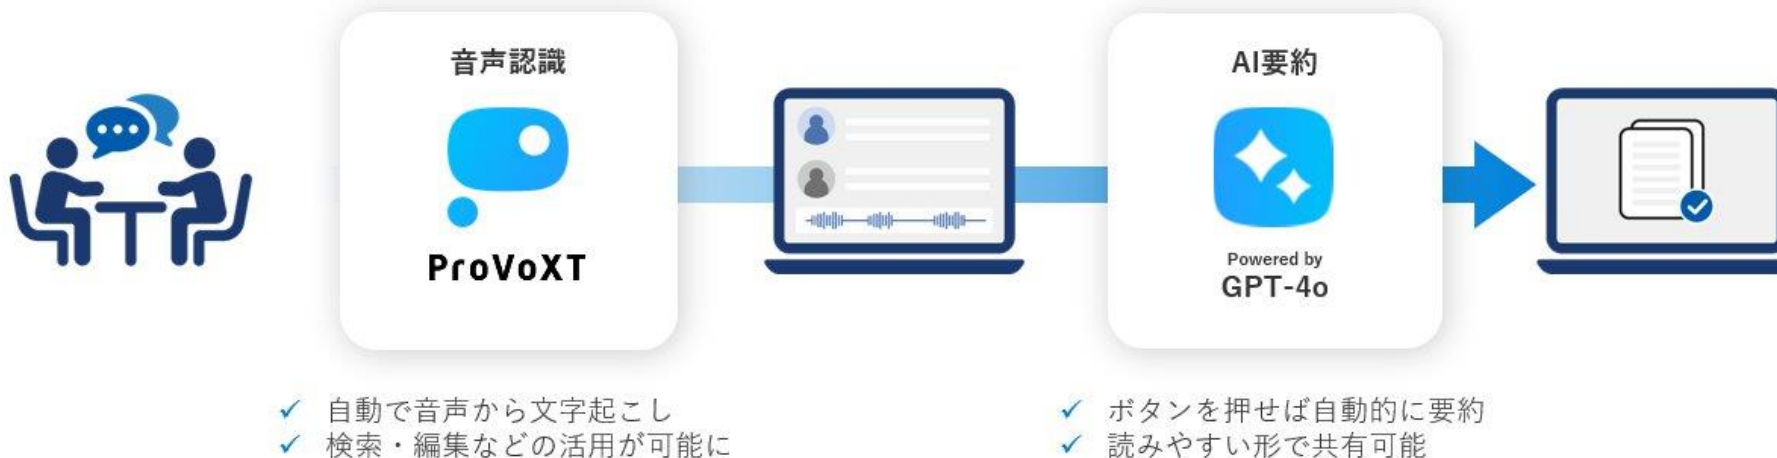 音声認識
ProVoXT
✓ 自動で音声から文字起こし
✓ 検索・編集などの活用が可能に
AI要約
Powered by
GPT-4o
✓ ボタンを押せば自動的に要約
✓ 読みやすい形で共有可能